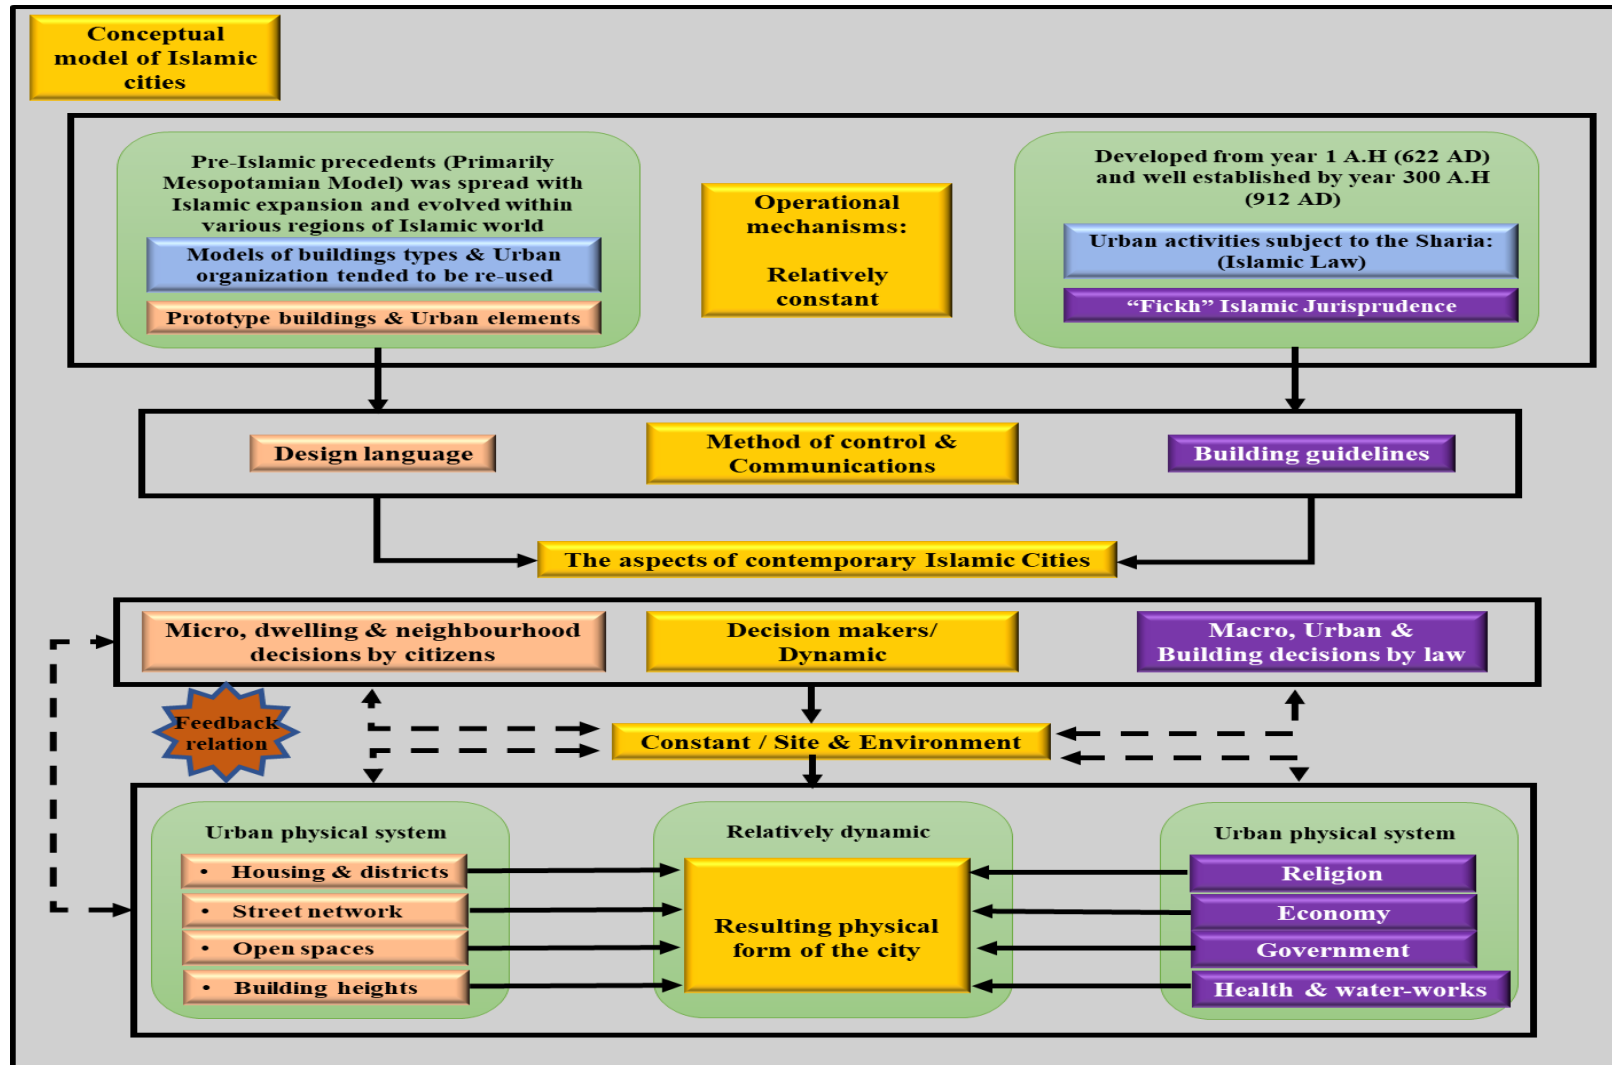 Conceptual
model of Islamic
cities
Pre-Islamic precedents (Primarily
Mesopotamian Model) was spread with
Islamic expansion and evolved within
various regions of Islamic world
Models of buildings types & Urban
organization tended to be re-used
Prototype buildings & Urban elements
Operational
mechanisms:
Relatively
constant
Developed from year 1 A.H (622 AD)
and well established by year 300 A.H
(912 AD)
Urban activities subject to the Sharia:
(Islamic Law)
“Fickh” Islamic Jurisprudence
Design language
Method of control &
Communications
Building guidelines
The aspects of contemporary Islamic Cities
Micro, dwelling & neighbourhood
decisions by citizens
Decision makers/
Dynamic
Macro, Urban &
Building decisions by law
Feedback
relation
Constant / Site & Environment
Urban physical system
• Housing & districts
• Street network
• Open spaces
• Building heights
Relatively dynamic
Resulting physical
form of the city
Urban physical system
Religion
Economy
Government
Health & water-works